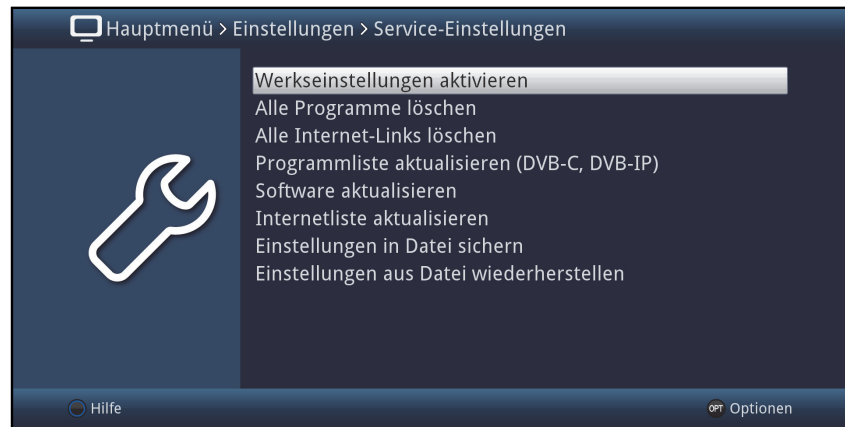 Hauptmenü > Einstellungen > Service-Einstellungen
Werkseinstellungen aktivieren
Alle Programme löschen
Alle Internet-Links löschen
Programmliste aktualisieren (DVB-C, DVB-IP)
Software aktualisieren
Internetliste aktualisieren
Einstellungen in Datei sichern
Einstellungen aus Datei wiederherstellen
Hilfe
OPT Optionen